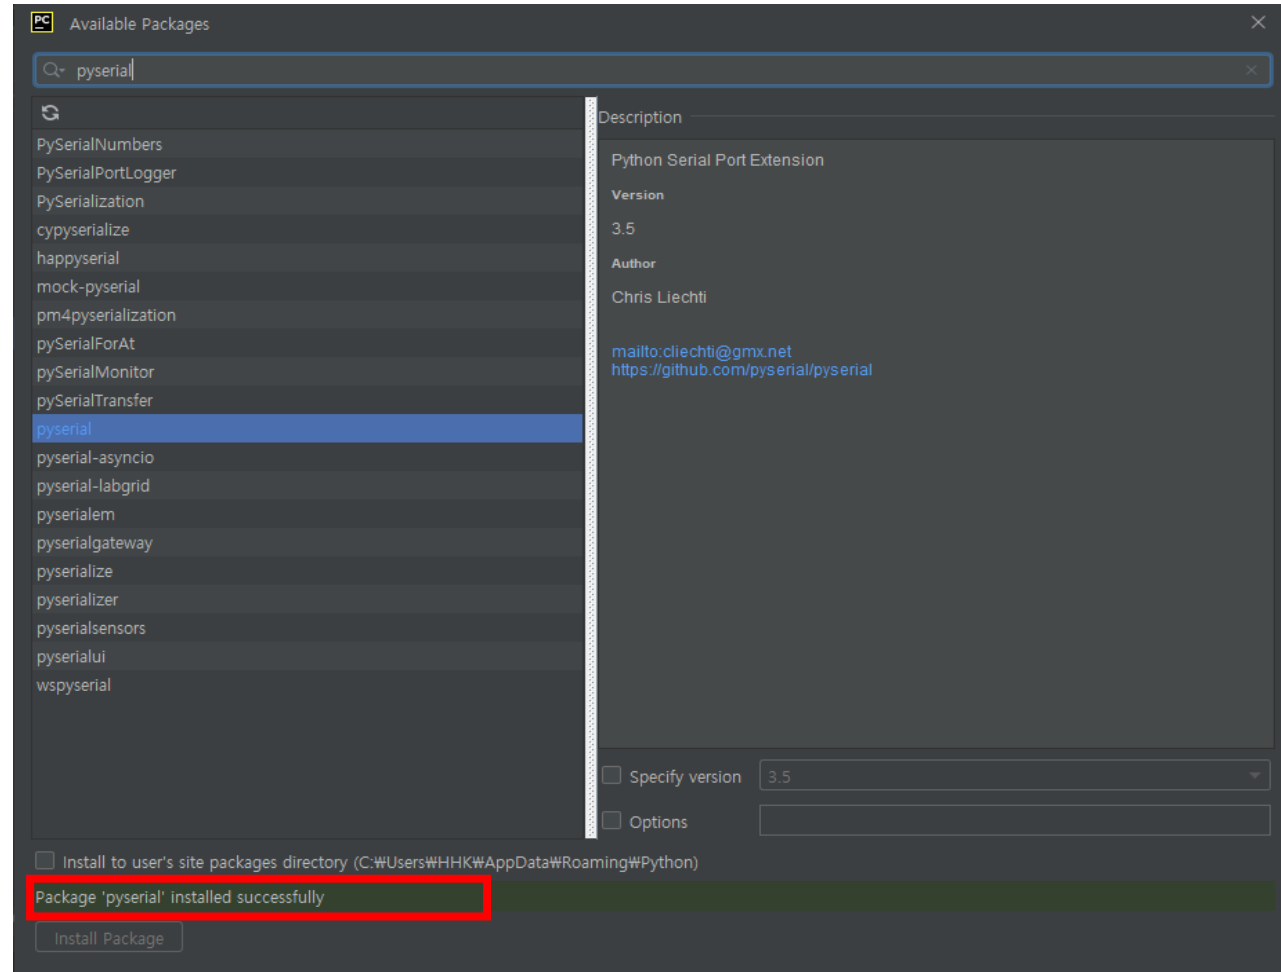 PC Available Packages
pyserial
Description
PySerialNumbers
PySerialPortLogger
PySerialization
cypyserialize
happyserial
mock-pyserial
pm4pyserialization
pySerialForAt
pySerialMonitor
pySerialTransfer
pyserial
pyserial-asyncio
pyserial-labgrid
pyserialem
pyserialgateway
pyserialize
pyserializer
pyserialsensors
pyserialui
wspyserial
Python Serial Port Extension
Version
3.5
Author
Chris Liechti
mailto:cliechti@gmx.net
https://github.com/pyserial/pyserial
Specify version 3.5
Options
Install to user's site packages directory (C:₩Users₩HHK₩AppData₩Roaming₩Python)
Package 'pyserial' installed successfully
Install Package